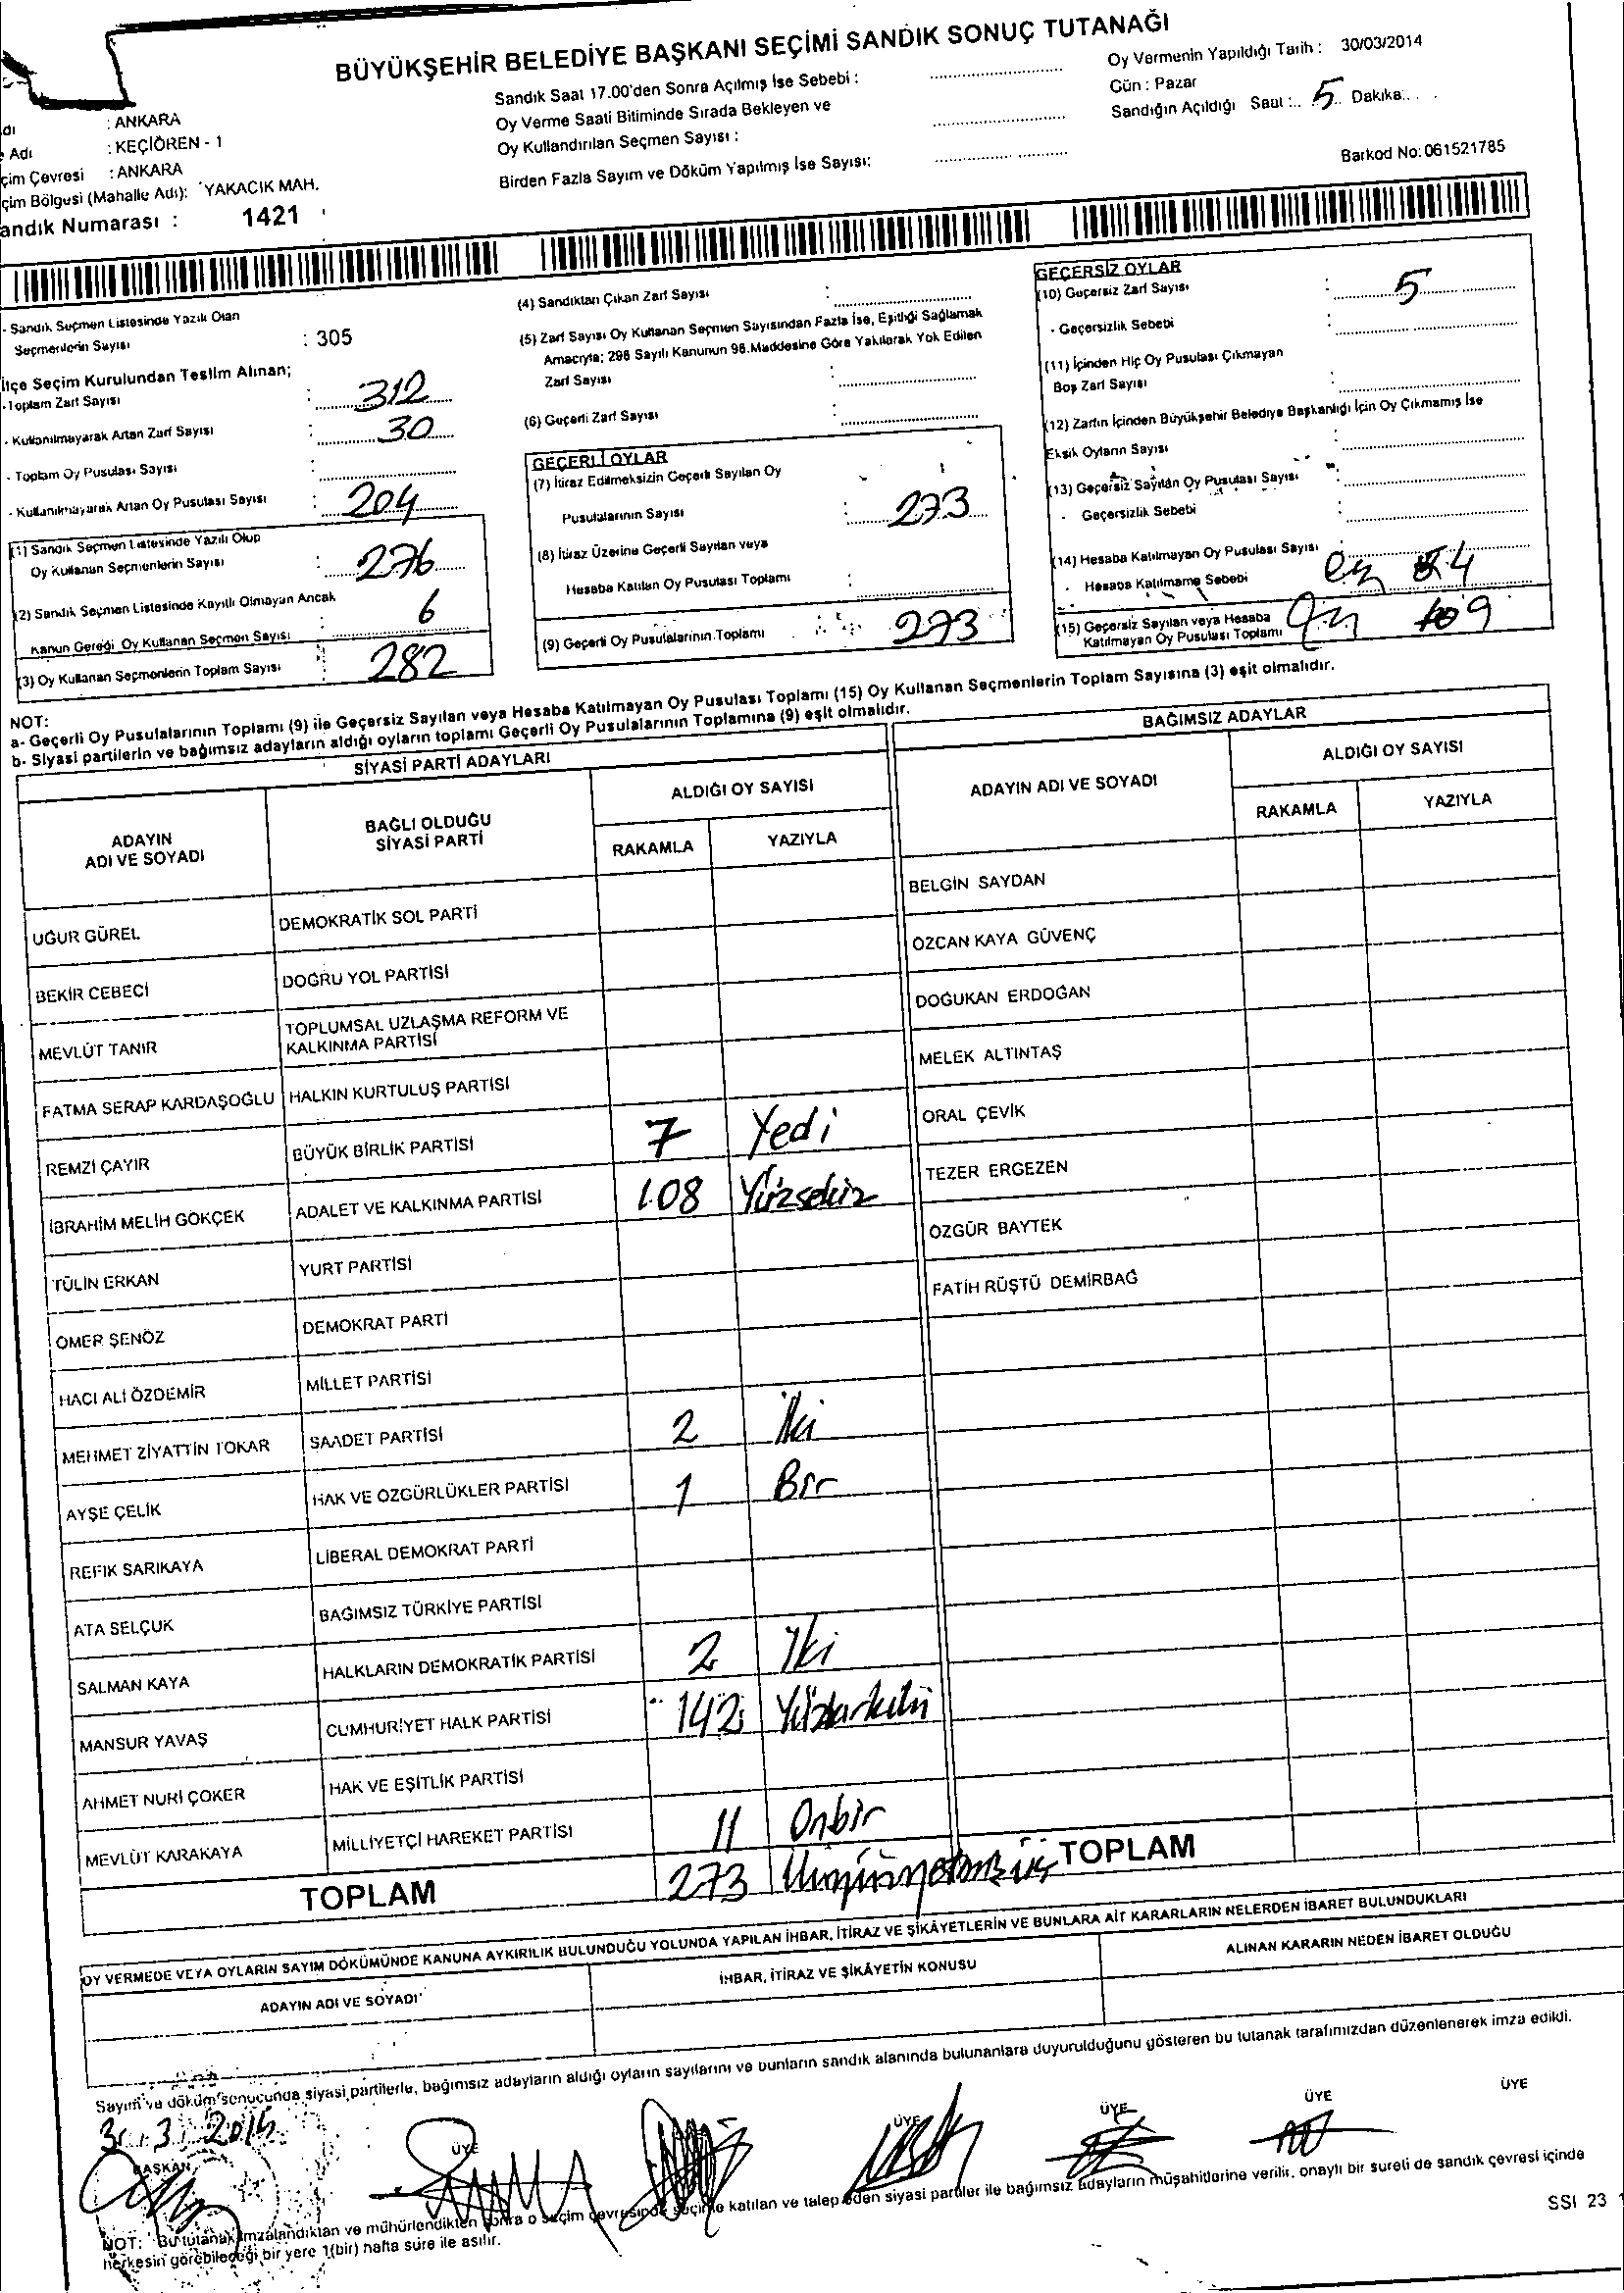 BÜYÜKŞEHİR BELEDİYE BAŞKANI SEÇİMİ SANDIK SONUÇ TUTANAĞI
Sandık Saat 17.00'den Sonra Açılmış İse Sebebi :
Oy Verme Saati Bitiminde Sırada Bekleyen ve
Oy Kullandırılan Seçmen Sayısı :
Birden Fazla Sayım ve Döküm Yapılmış İse Sayısı:
Oy Vermenin Yapıldığı Tarih : 30/03/2014
Gün : Pazar
Sandığın Açıldığı Saat :.. 5 .. Dakika:. . .
Barkod No: 061521785
dı : ANKARA
Adı : KEÇİÖREN - 1
çim Çevresi : ANKARA
çim Bölgesi (Mahalle Adı): YAKACIK MAH.
andık Numarası : 1421
- Sandık Seçmen Listesinde Yazılı Olan
Seçmenlerin Sayısı : 305
İlçe Seçim Kurulundan Teslim Alınan;
-Toplam Zarf Sayısı : 312
- Kullanılmayarak Artan Zarf Sayısı : 30
- Toplam Oy Pusulası Sayısı :
- Kullanılmayarak Artan Oy Pusulası Sayısı : 204
(1) Sandık Seçmen Listesinde Yazılı Olup
Oy Kullanan Seçmenlerin Sayısı : 276
(2) Sandık Seçmen Listesinde Kayıtlı Olmayan Ancak
Kanun Gereği Oy Kullanan Seçmen Sayısı : 6
(3) Oy Kullanan Seçmenlerin Toplam Sayısı : 282
(4) Sandıktan Çıkan Zarf Sayısı :
(5) Zarf Sayısı Oy Kullanan Seçmen Sayısından Fazla İse, Eşitliği Sağlamak
Amacıyla; 298 Sayılı Kanunun 98.Maddesine Göre Yakılarak Yok Edilen
Zarf Sayısı :
(6) Geçerli Zarf Sayısı :
GEÇERLİ OYLAR
(7) İtiraz Edilmeksizin Geçerli Sayılan Oy
Pusulalarının Sayısı : 273
(8) İtiraz Üzerine Geçerli Sayılan veya
Hesaba Katılan Oy Pusulası Toplamı :
(9) Geçerli Oy Pusulalarının Toplamı : 273
GEÇERSİZ OYLAR
(10) Geçersiz Zarf Sayısı : 5
- Geçersizlik Sebebi :
(11) İçinden Hiç Oy Pusulası Çıkmayan
Boş Zarf Sayısı :
(12) Zarfın İçinden Büyükşehir Belediye Başkanlığı İçin Oy Çıkmamış İse
Eksik Oyların Sayısı :
(13) Geçersiz Sayılan Oy Pusulası Sayısı :
- Geçersizlik Sebebi :
(14) Hesaba Katılmayan Oy Pusulası Sayısı : 4
- Hesaba Katılmama Sebebi
(15) Geçersiz Sayılan veya Hesaba
Katılmayan Oy Pusulası Toplamı 9
NOT:
a- Geçerli Oy Pusulalarının Toplamı (9) ile Geçersiz Sayılan veya Hesaba Katılmayan Oy Pusulası Toplamı (15) Oy Kullanan Seçmenlerin Toplam Sayısına (3) eşit olmalıdır.
b- Siyasi partilerin ve bağımsız adayların aldığı oyların toplamı Geçerli Oy Pusulalarının Toplamına (9) eşit olmalıdır.
SİYASİ PARTİ ADAYLARI
BAĞIMSIZ ADAYLAR
ADAYIN
ADI VE SOYADI
BAĞLI OLDUĞU
SİYASİ PARTİ
ALDIĞI OY SAYISI
RAKAMLA YAZIYLA
ADAYIN ADI VE SOYADI
ALDIĞI OY SAYISI
RAKAMLA YAZIYLA
UĞUR GÜREL DEMOKRATİK SOL PARTİ
BEKİR CEBECİ DOĞRU YOL PARTİSİ
MEVLÜT TANIR TOPLUMSAL UZLAŞMA REFORM VE
KALKINMA PARTİSİ
FATMA SERAP KARDAŞOĞLU HALKIN KURTULUŞ PARTİSİ
REMZİ ÇAYIR BÜYÜK BİRLİK PARTİSİ 7 Yedi
İBRAHİM MELİH GÖKÇEK ADALET VE KALKINMA PARTİSİ 108 Yüzsekiz
TÜLİN ERKAN YURT PARTİSİ
ÖMER ŞENÖZ DEMOKRAT PARTİ
HACI ALİ ÖZDEMİR MİLLET PARTİSİ
MEHMET ZİYATTİN TOKAR SAADET PARTİSİ 2 İki
AYŞE ÇELİK HAK VE ÖZGÜRLÜKLER PARTİSİ 1 Bir
REFİK SARIKAYA LİBERAL DEMOKRAT PARTİ
ATA SELÇUK BAĞIMSIZ TÜRKİYE PARTİSİ
SALMAN KAYA HALKLARIN DEMOKRATİK PARTİSİ 2 İki
MANSUR YAVAŞ CUMHURİYET HALK PARTİSİ 142
AHMET NURİ ÇOKER HAK VE EŞİTLİK PARTİSİ
MEVLÜT KARAKAYA MİLLİYETÇİ HAREKET PARTİSİ 11 Onbir
TOPLAM 273
BELGİN SAYDAN
ÖZCAN KAYA GÜVENÇ
DOĞUKAN ERDOĞAN
MELEK ALTINTAŞ
ORAL ÇEVİK
TEZER ERGEZEN
ÖZGÜR BAYTEK
FATİH RÜŞTÜ DEMİRBAĞ
TOPLAM
OY VERMEDE VEYA OYLARIN SAYIM DÖKÜMÜNDE KANUNA AYKIRILIK BULUNDUĞU YOLUNDA YAPILAN İHBAR, İTİRAZ VE ŞİKÂYETLERİN VE BUNLARA AİT KARARLARIN NELERDEN İBARET BULUNDUKLARI
ADAYIN ADI VE SOYADI
İHBAR, İTİRAZ VE ŞİKÂYETİN KONUSU
ALINAN KARARIN NEDEN İBARET OLDUĞU
Sayım ve döküm sonucunda siyasi partilerle, bağımsız adayların aldığı oyların sayılarını ve bunların sandık alanında bulunanlara duyurulduğunu gösteren bu tutanak tarafımızdan düzenlenerek imza edildi.
BAŞKAN ÜYE ÜYE ÜYE ÜYE ÜYE
NOT: Bu tutanak imzalandıktan ve mühürlendikten sonra o seçim çevresinde seçime katılan ve talep eden siyasi partiler ile bağımsız adayların müşahitlerine verilir, onaylı bir sureti de sandık çevresi içinde
herkesin görebileceği bir yere 1(bir) hafta süre ile asılır.
SSI 23